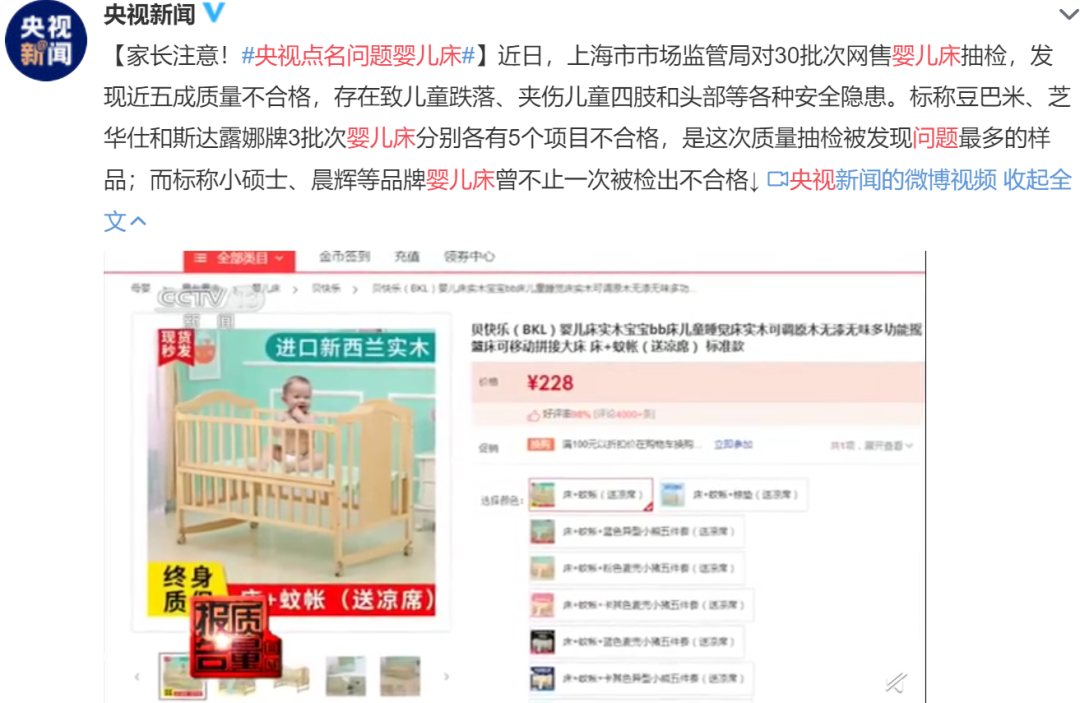 央视新闻
央视
新闻
【家长注意！#央视点名问题婴儿床#】近日，上海市市场监管局对30批次网售婴儿床抽检，发
现近五成质量不合格，存在致儿童跌落、夹伤儿童四肢和头部等各种安全隐患。标称豆巴米、芝
华仕和斯达露娜牌3批次婴儿床分别各有5个项目不合格，是这次质量抽检被发现问题最多的样
品；而标称小硕士、晨辉等品牌婴儿床曾不止一次被检出不合格↓ 央视新闻的微博视频 收起全
文
全部类目 金币签到 充值 领券中心
母婴 > 婴儿床 > 贝快乐 > 贝快乐（BKL）婴儿床实木宝宝bb床儿童睡觉床实木可调原木无漆无味多功...
CCTV 13
新闻
贝快乐（BKL）婴儿床实木宝宝bb床儿童睡觉床实木可调原木无漆无味多功能摇
篮床可移动拼接大床 床+蚊帐（送凉席） 标准款
现货
秒发
进口新西兰实木
价格 ¥228
好评率98% [评论4000+条]
促销 换购 满100元以折扣价在购物车换购... 立即参加 共1项，展开查看
选择颜色: 床+蚊帐（送凉席） 床+蚊帐+棕垫（送凉席）
床+蚊帐+蓝色异型小熊五件套（送凉席）
床+蚊帐+粉色麦兜小猪五件套（送凉席）
床+蚊帐+卡其色麦兜小猪五件套（送凉席）
床+蚊帐+蓝色麦兜小猪五件套（送凉席）
床+蚊帐+卡其色异型小熊五件套（送凉席）
终身
质保
床+蚊帐（送凉席）
质量
报告